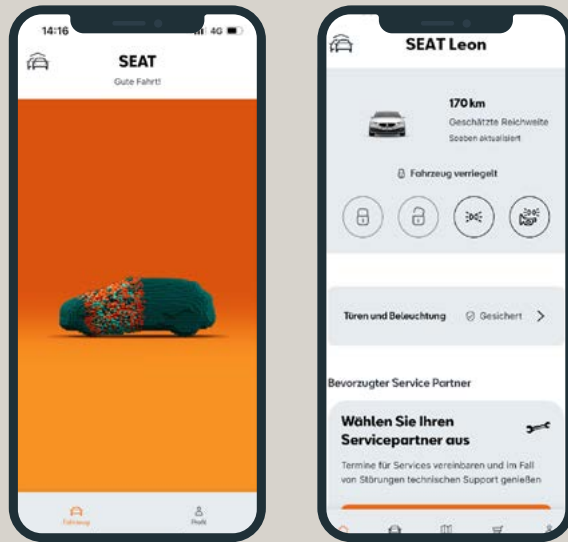 14:16
4G
SEAT
Gute Fahrt!
Fahrzeug
Profil
SEAT Leon
170 km
Geschätzte Reichweite
Soeben aktualisiert
Fahrzeug verriegelt
Türen und Beleuchtung
Gesichert
Bevorzugter Service Partner
Wählen Sie Ihren
Servicepartner aus
Termine für Services vereinbaren und im Fall
von Störungen technischen Support genießen